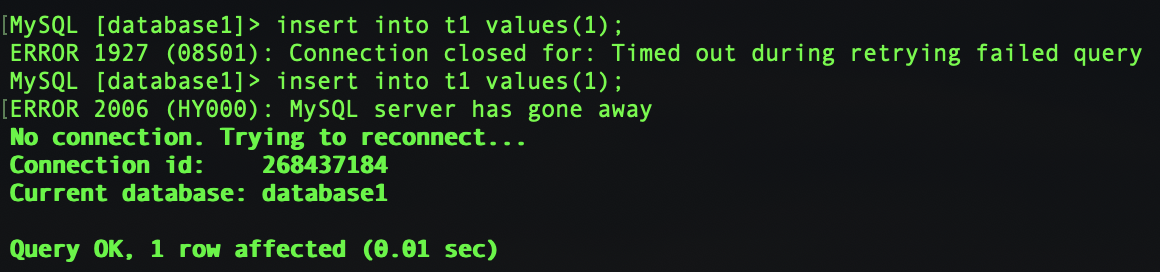 [MySQL [database1]> insert into t1 values(1);
ERROR 1927 (08S01): Connection closed for: Timed out during retrying failed query
MySQL [database1]> insert into t1 values(1);
[ERROR 2006 (HY000): MySQL server has gone away
No connection. Trying to reconnect...
Connection id:    268437184
Current database: database1

Query OK, 1 row affected (0.01 sec)